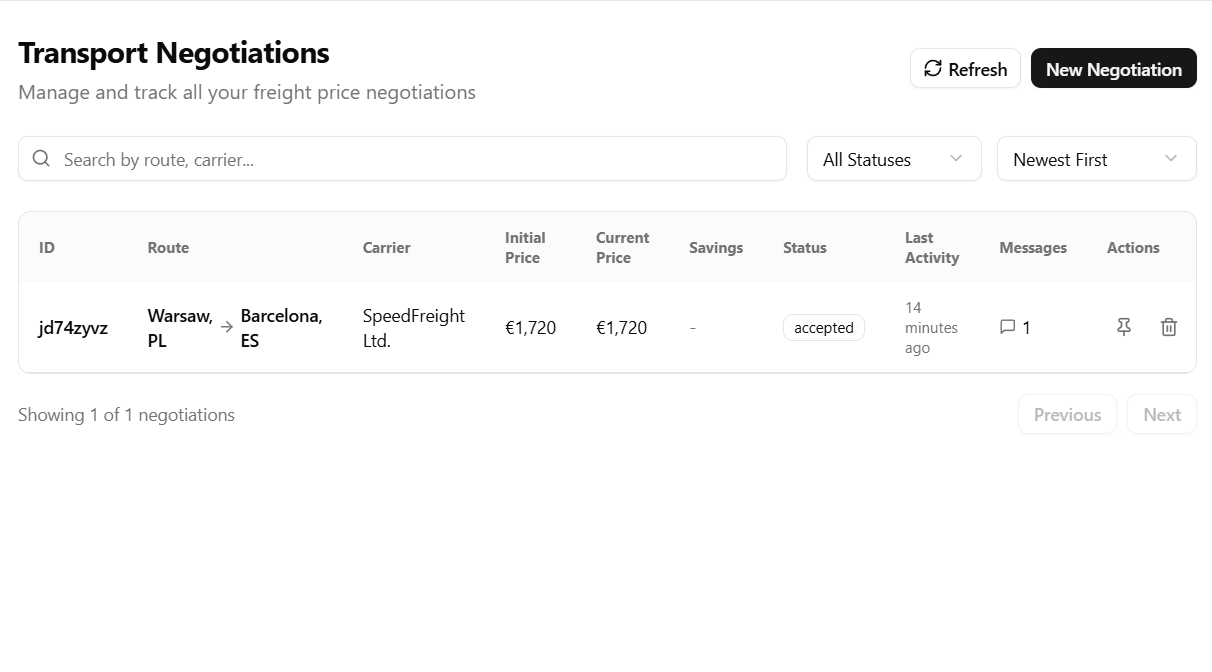 Transport Negotiations
Manage and track all your freight price negotiations
Refresh
New Negotiation
Search by route, carrier...
All Statuses
Newest First
ID
Route
Carrier
Initial
Price
Current
Price
Savings
Status
Last
Activity
Messages
Actions
jd74zyvz
Warsaw,
PL
→
Barcelona,
ES
SpeedFreight
Ltd.
€1,720
€1,720
-
accepted
14
minutes
ago
1
Showing 1 of 1 negotiations
Previous
Next